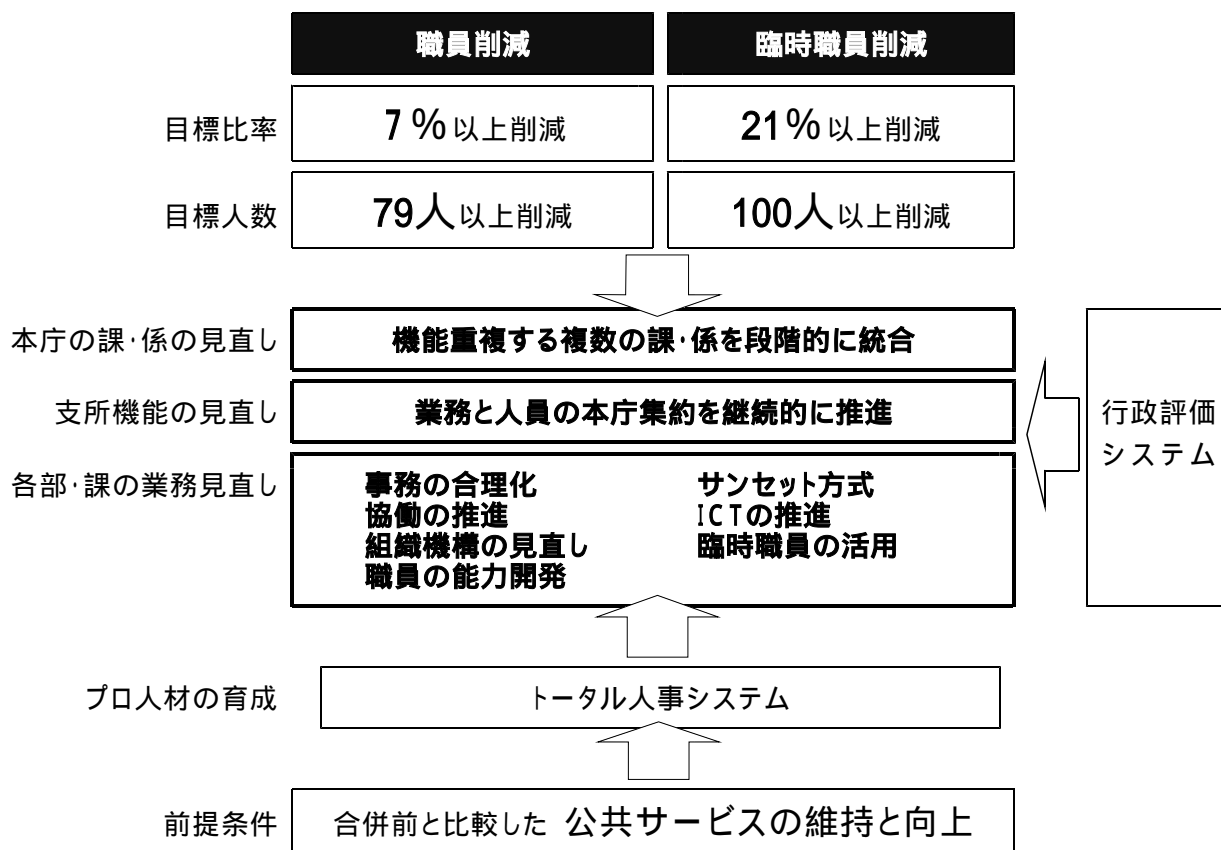 職員削減 臨時職員削減
目標比率 7%以上削減 21%以上削減
目標人数 79人以上削減 100人以上削減
本庁の課・係の見直し 機能重複する複数の課・係を段階的に統合
支所機能の見直し 業務と人員の本庁集約を継続的に推進
行政評価
システム
各部・課の業務見直し 事務の合理化 サンセット方式
協働の推進 ICTの推進
組織機構の見直し 臨時職員の活用
職員の能力開発
プロ人材の育成 トータル人事システム
前提条件 合併前と比較した 公共サービスの維持と向上